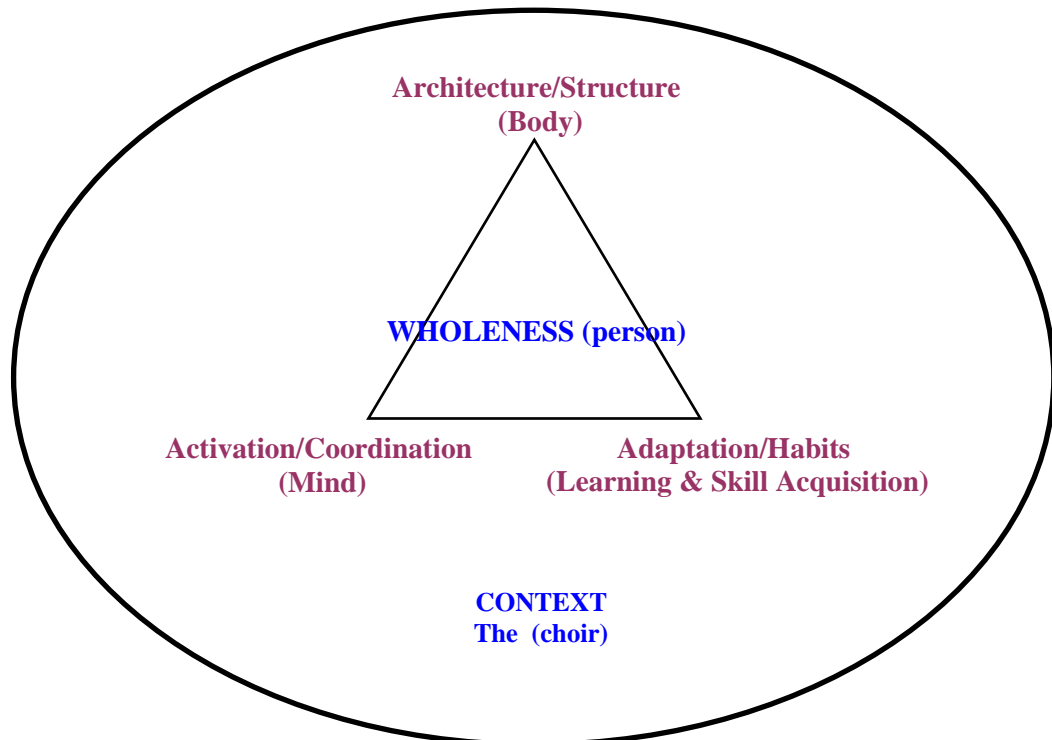 Architecture/Structure
(Body)
WHOLENESS (person)
Activation/Coordination
(Mind)
Adaptation/Habits
(Learning & Skill Acquisition)
CONTEXT
The (choir)